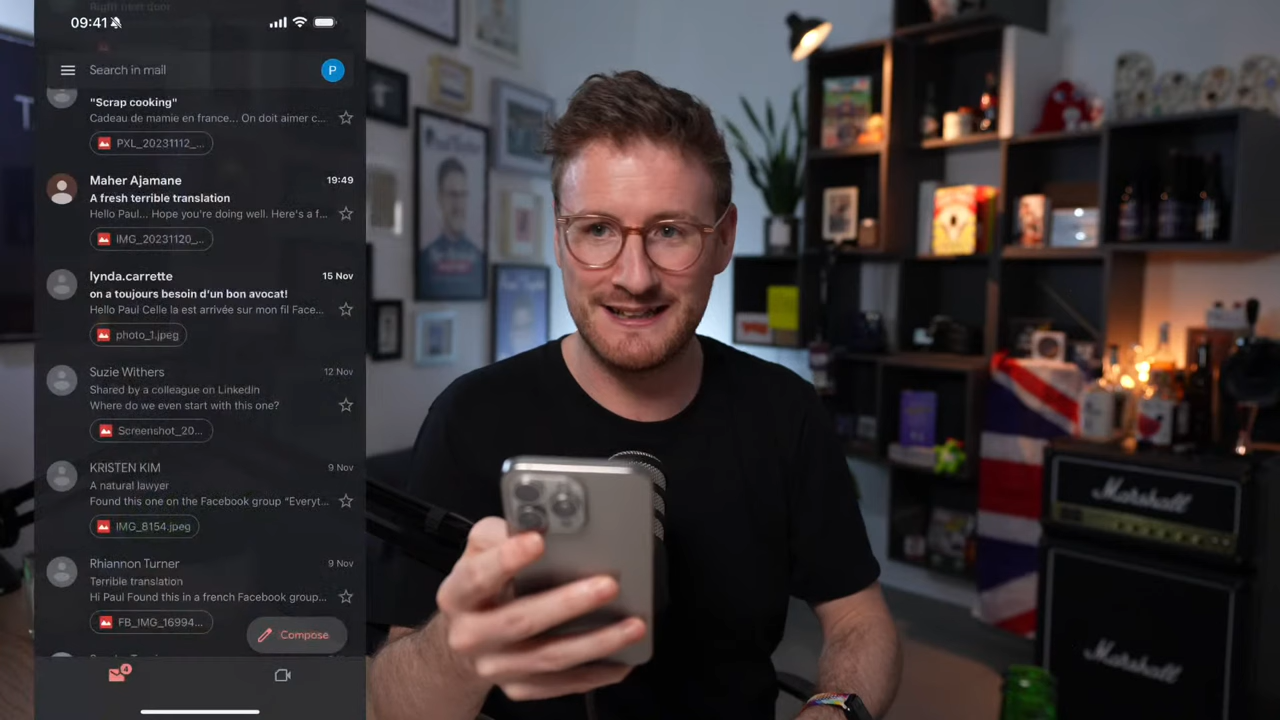 09:41
Search in mail
P
"Scrap cooking"
Cadeau de mamie en france... On doit aimer c...
PXL_20231112_...
Maher Ajamane
19:49
A fresh terrible translation
Hello Paul... Hope you're doing well. Here's a f...
IMG_20231120_...
lynda.carrette
15 Nov
on a toujours besoin d'un bon avocat!
Hello Paul Celle la est arrivée sur mon fil Face...
photo_1.jpeg
Suzie Withers
12 Nov
Shared by a colleague on LinkedIn
Where do we even start with this one?
Screenshot_20...
KRISTEN KIM
9 Nov
A natural lawyer
Found this one on the Facebook group "Everyt...
IMG_8154.jpeg
Rhiannon Turner
9 Nov
Terrible translation
Hi Paul Found this in a french Facebook group...
FB_IMG_16994...
Compose
4
Marshall
Marshall